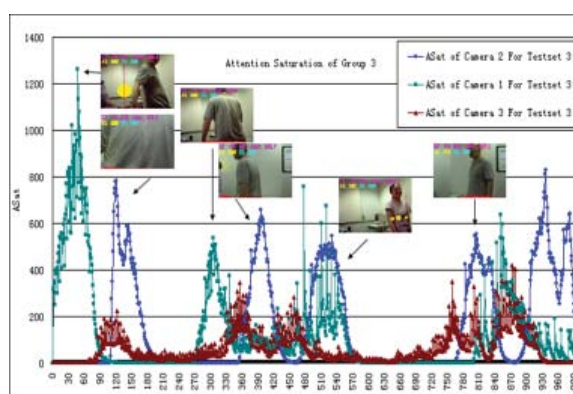 Attention Saturation of Group 3
ASat of Camera 2 For Testset 3
ASat of Camera 1 For Testset 3
ASat of Camera 3 For Testset 3
ASat
1400
1200
1000
800
600
400
200
0
0 30 60 90 120 150 180 210 240 270 300 330 360 390 420 450 480 510 540 570 600 630 660 690 720 750 780 810 840 870 900 930 960